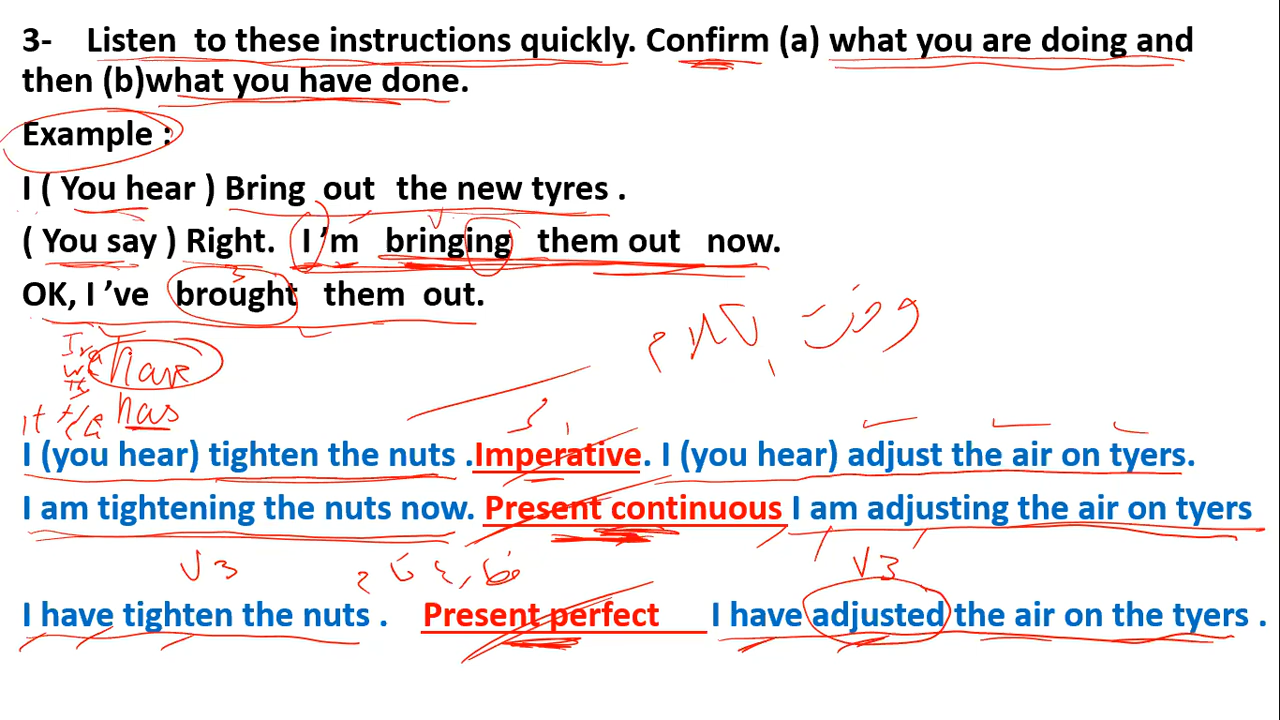 3- Listen to these instructions quickly. Confirm (a) what you are doing and
then (b)what you have done.
Example :
I ( You hear ) Bring out the new tyres .
( You say ) Right. I 'm bringing them out now.
3
OK, I 've brought them out.
have
has
I (you hear) tighten the nuts .Imperative. I (you hear) adjust the air on tyers.
I am tightening the nuts now. Present continuous I am adjusting the air on tyers
V3 V3
I have tighten the nuts . Present perfect I have adjusted the air on the tyers .